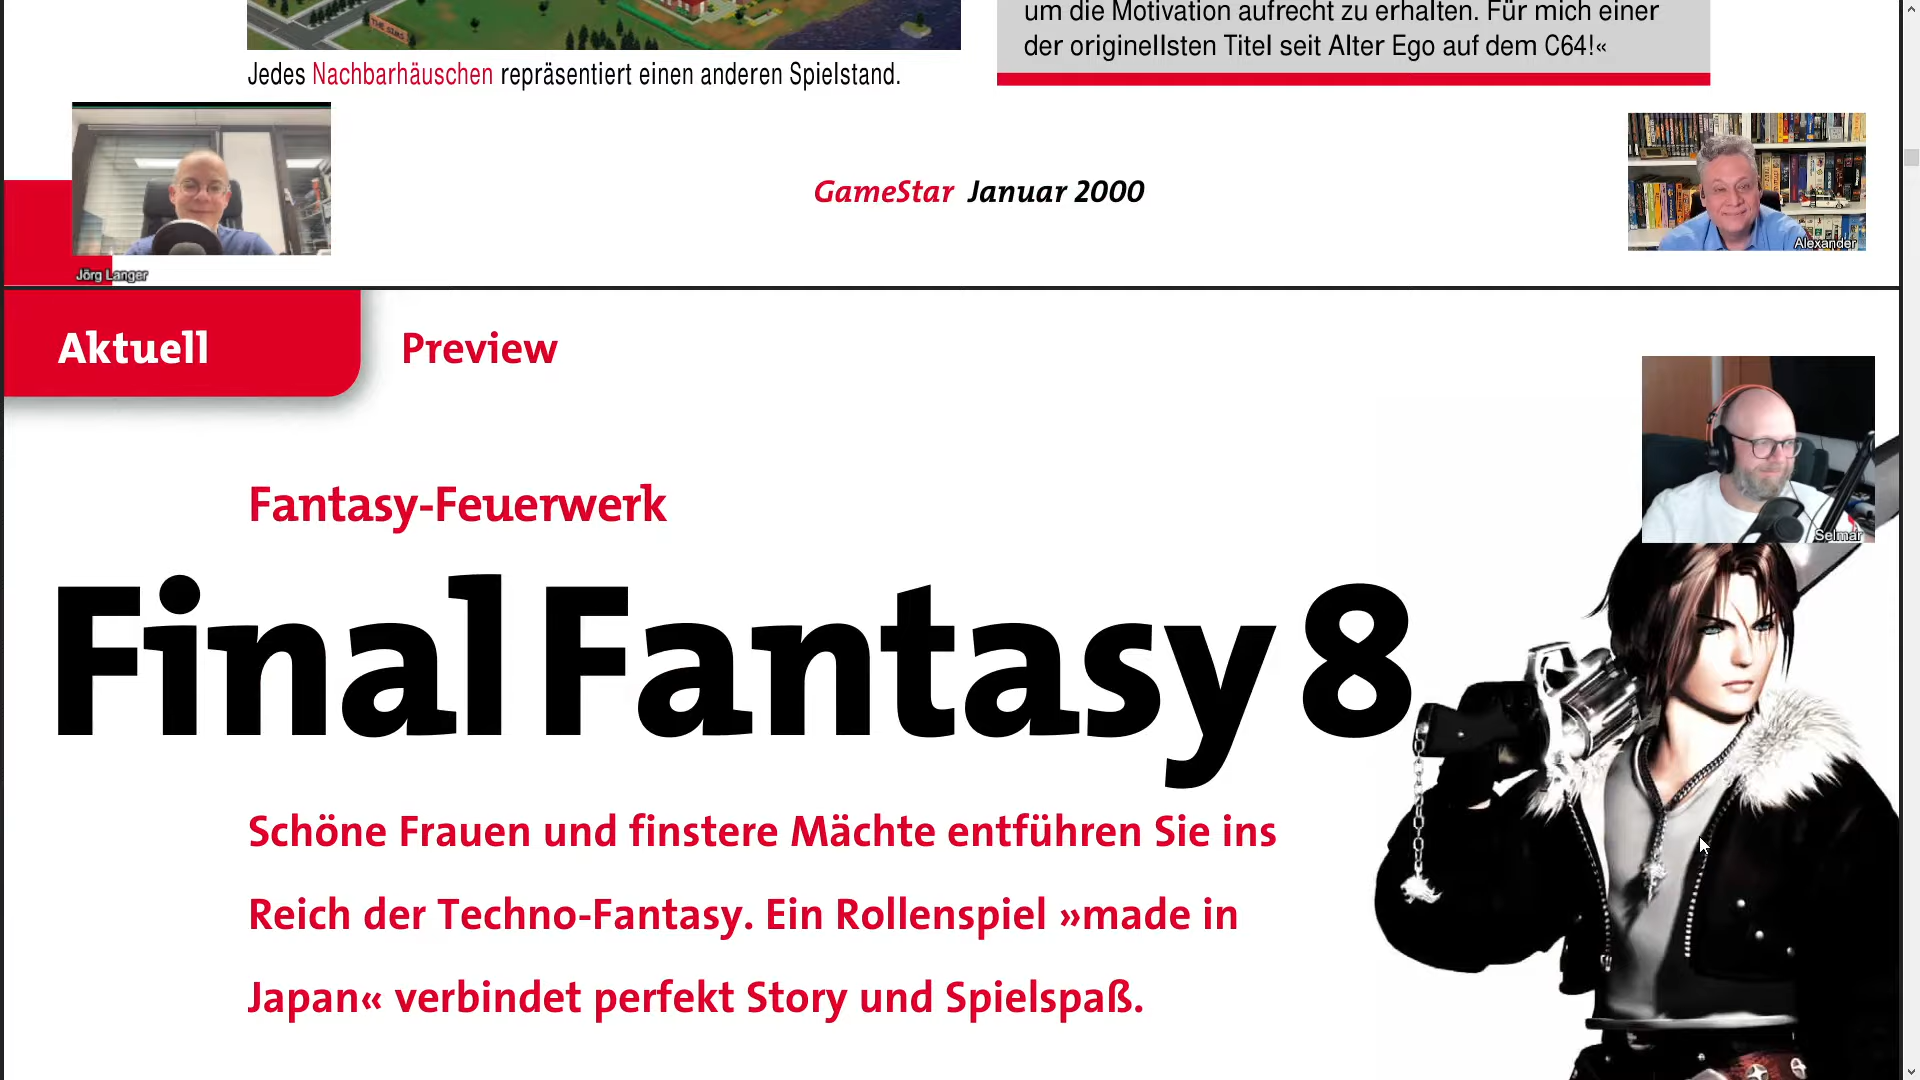 um die Motivation aufrecht zu erhalten. Für mich einer
der originellsten Titel seit Alter Ego auf dem C64!«
THE SIMS
Jedes Nachbarhäuschen repräsentiert einen anderen Spielstand.
GameStar Januar 2000
Alexander
Jörg Langer
Aktuell
Preview
Selmar
Fantasy-Feuerwerk
Final Fantasy 8
Schöne Frauen und finstere Mächte entführen Sie ins
Reich der Techno-Fantasy. Ein Rollenspiel »made in
Japan« verbindet perfekt Story und Spielspaß.